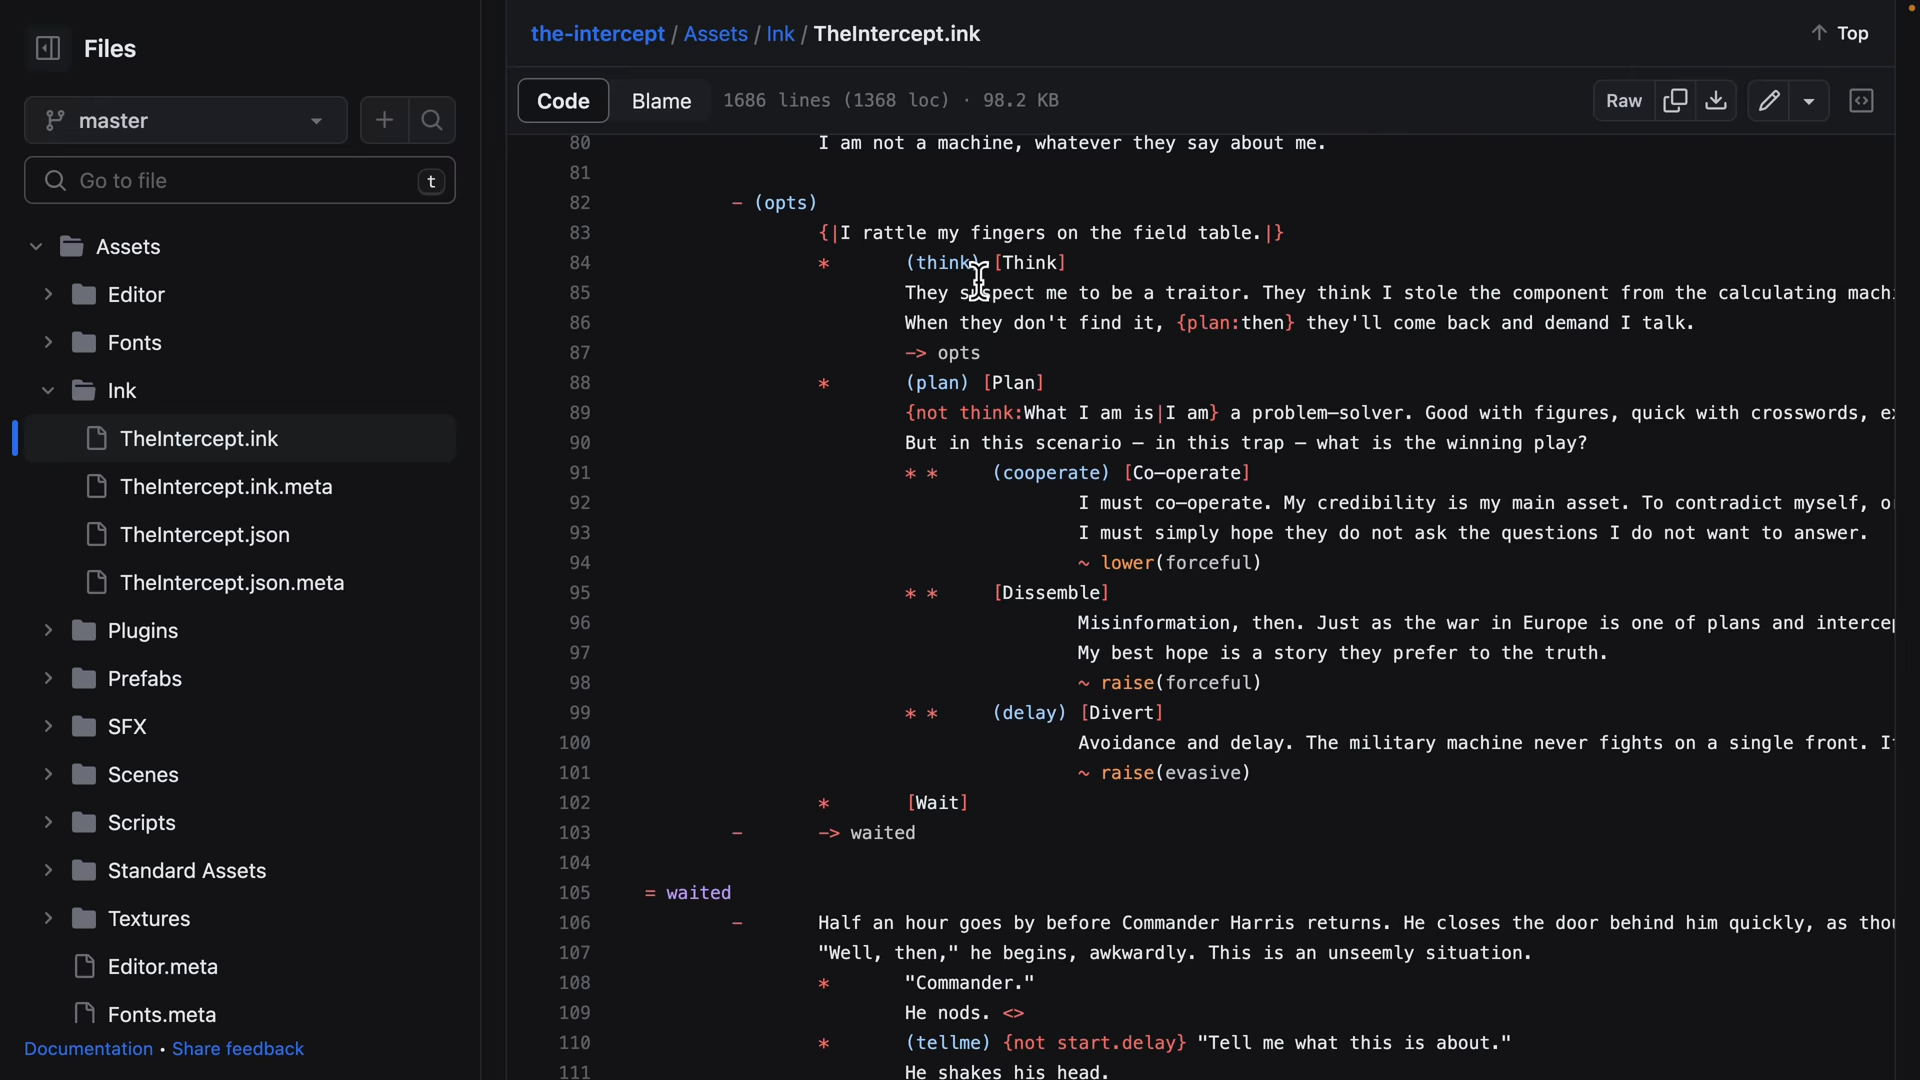 Files
master
Go to file
t
Assets
Editor
Fonts
Ink
TheIntercept.ink
TheIntercept.ink.meta
TheIntercept.json
TheIntercept.json.meta
Plugins
Prefabs
SFX
Scenes
Scripts
Standard Assets
Textures
Editor.meta
Fonts.meta
Documentation • Share feedback
the-intercept / Assets / Ink / TheIntercept.ink
Top
Code Blame 1686 lines (1368 loc) · 98.2 KB
Raw
80 I am not a machine, whatever they say about me.
81
82 - (opts)
83 {|I rattle my fingers on the field table.|}
84 * (think) [Think]
85 They suspect me to be a traitor. They think I stole the component from the calculating
86 When they don't find it, {plan:then} they'll come back and demand I talk.
87 -> opts
88 * (plan) [Plan]
89 {not think:What I am is|I am} a problem–solver. Good with figures, quick with crosswords,
90 But in this scenario – in this trap – what is the winning play?
91 * * (cooperate) [Co–operate]
92 I must co–operate. My credibility is my main asset. To contradict myself,
93 I must simply hope they do not ask the questions I do not want to answer.
94 ~ lower(forceful)
95 * * [Dissemble]
96 Misinformation, then. Just as the war in Europe is one of plans and
97 My best hope is a story they prefer to the truth.
98 ~ raise(forceful)
99 * * (delay) [Divert]
100 Avoidance and delay. The military machine never fights on a single front.
101 ~ raise(evasive)
102 * [Wait]
103 - -> waited
104
105 = waited
106 - Half an hour goes by before Commander Harris returns. He closes the door behind him quickly, as
107 "Well, then," he begins, awkwardly. This is an unseemly situation.
108 * "Commander."
109 He nods. <>
110 * (tellme) {not start.delay} "Tell me what this is about."
111 He shakes his head.